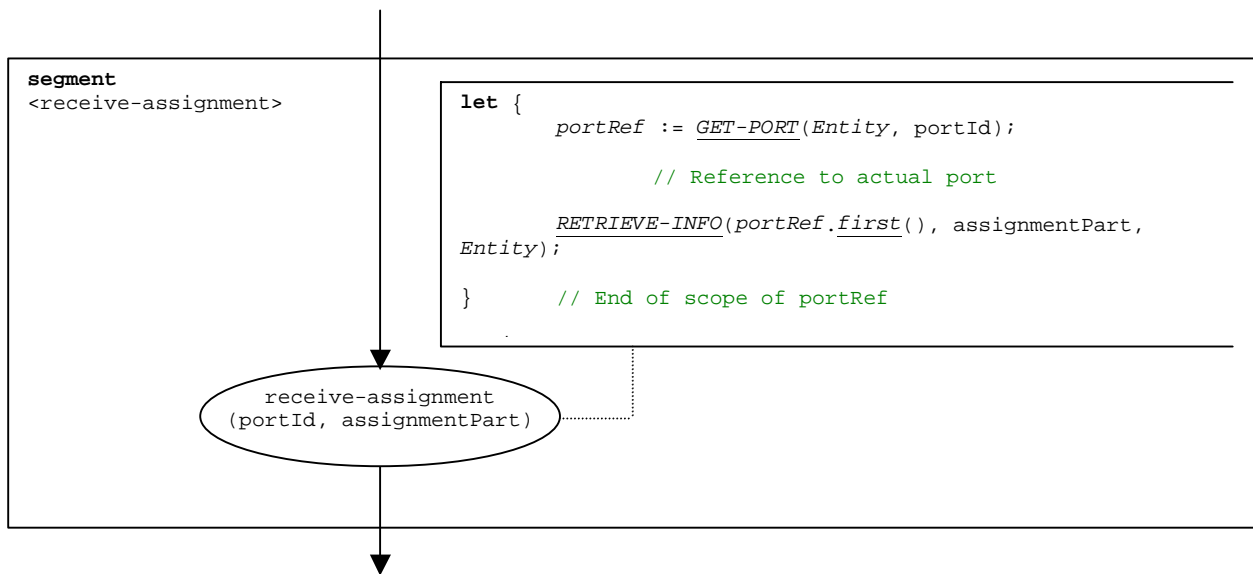 segment
<receive-assignment>
let {
portRef := GET-PORT(Entity, portId);
// Reference to actual port
RETRIEVE-INFO(portRef.first(), assignmentPart,
Entity);
} // End of scope of portRef
receive-assignment
(portId, assignmentPart)